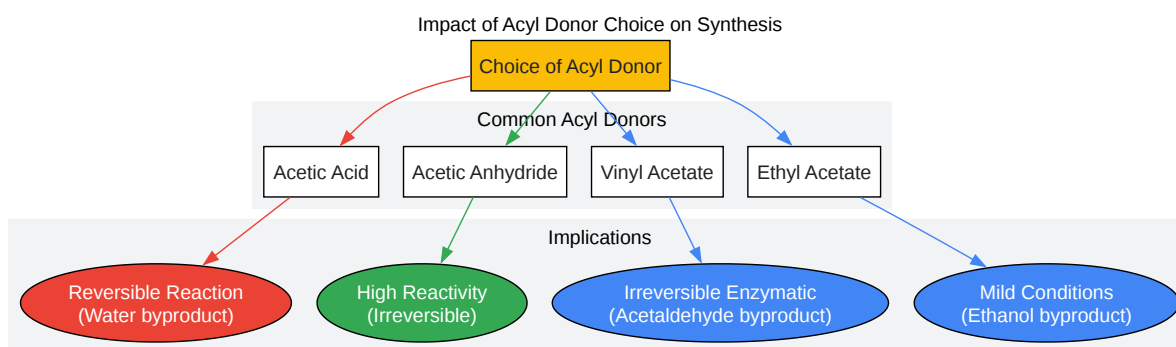 Impact of Acyl Donor Choice on Synthesis
Choice of Acyl Donor
Common Acyl Donors
Acetic Acid
Acetic Anhydride
Vinyl Acetate
Ethyl Acetate
Implications
Reversible Reaction
(Water byproduct)
High Reactivity
(Irreversible)
Irreversible Enzymatic
(Acetaldehyde byproduct)
Mild Conditions
(Ethanol byproduct)